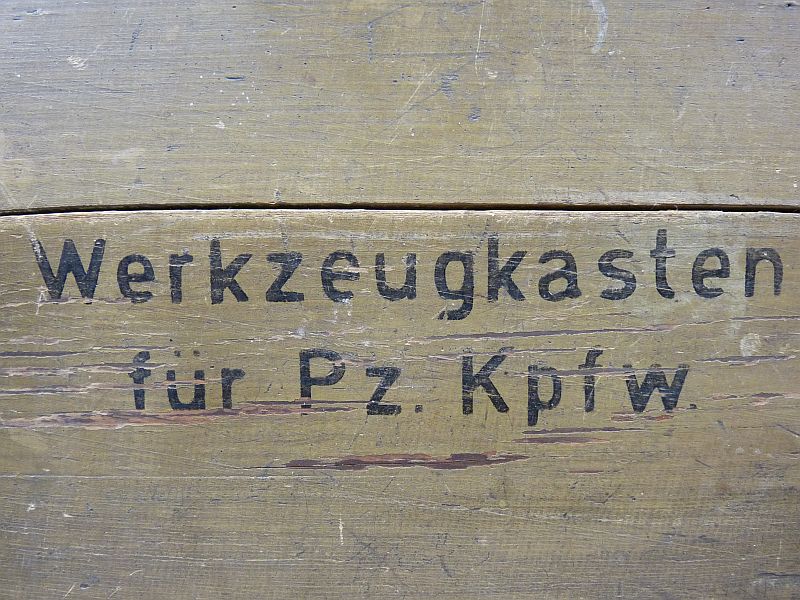 Werkzeugkasten
für Pz. Kpfw.